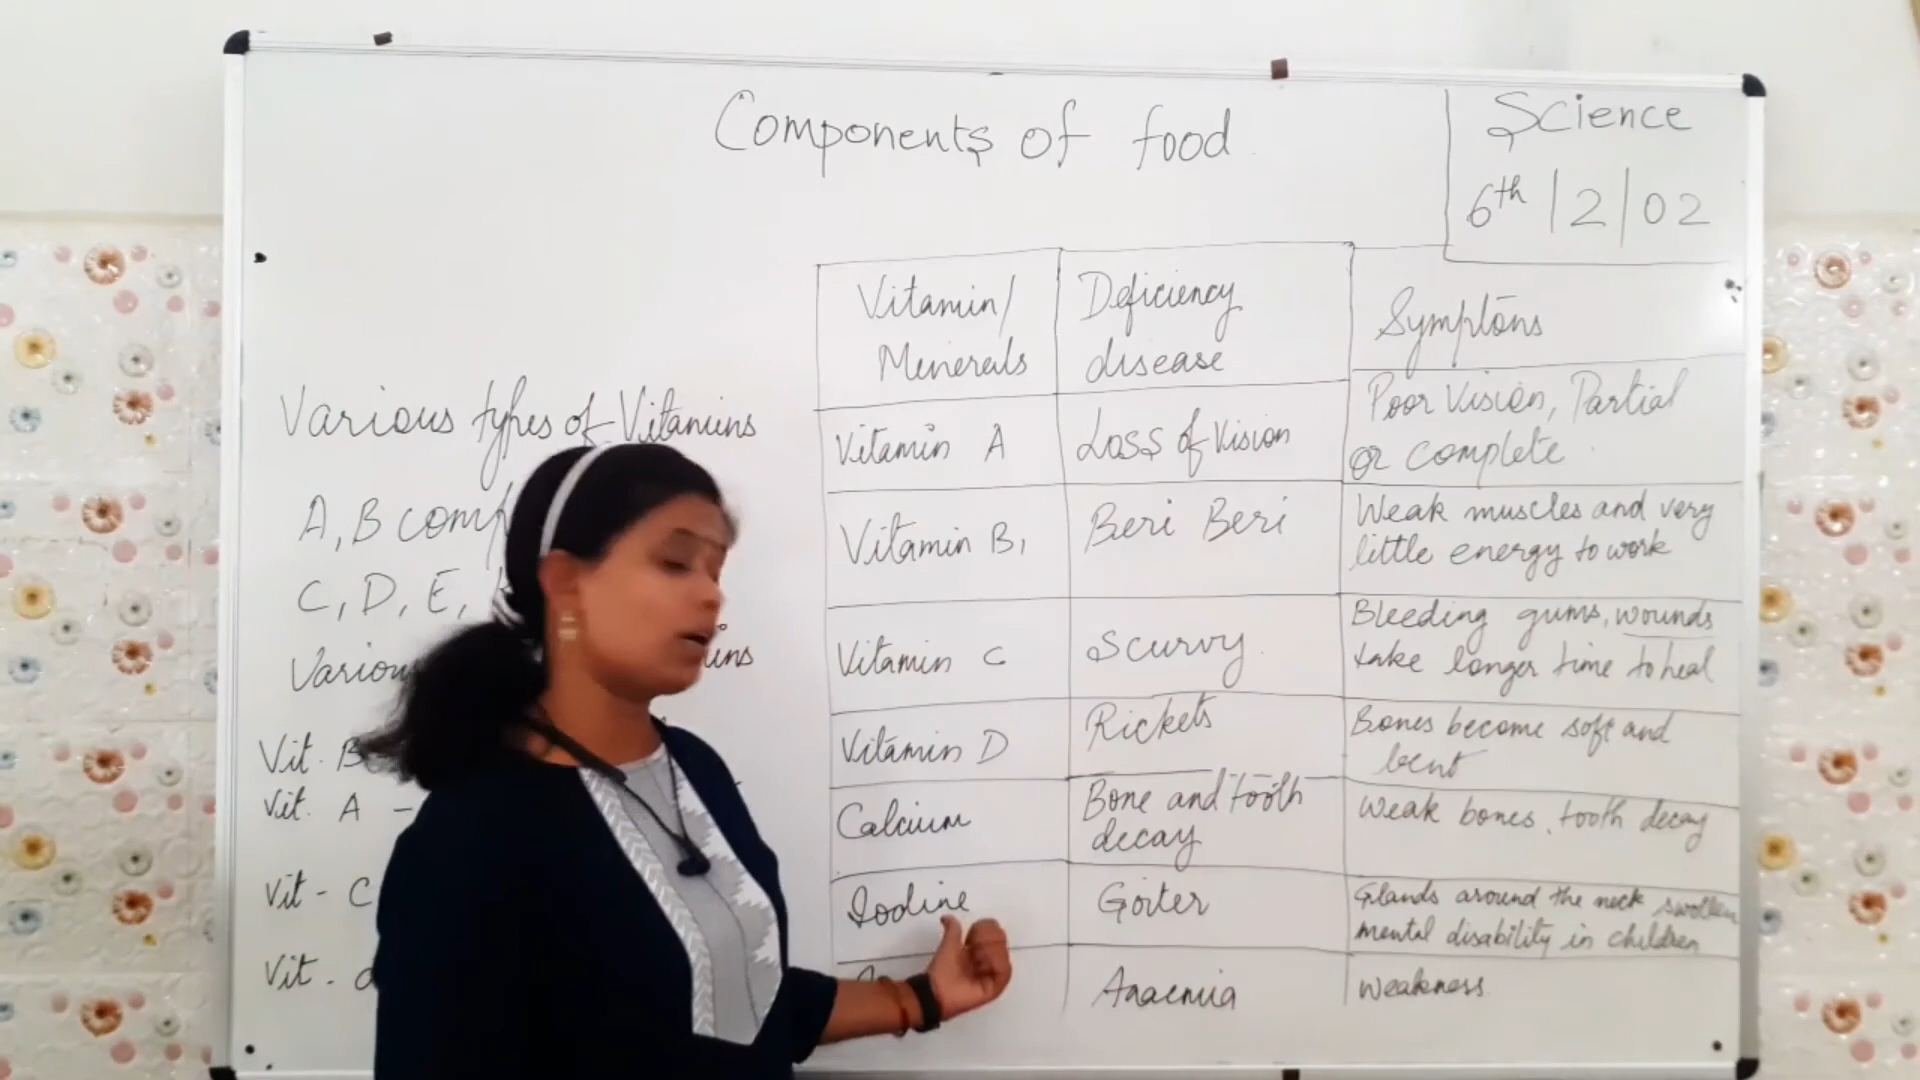 Components of food
Science
6th /2/02
Various types of Vitamins
A, B comp
C, D, E,
Vit. B
Vit. A -
Vit - C
Vit - d
Vitamin/
Minerals
Deficiency
disease
Symptoms
Vitamin A
Loss of Vision
Poor Vision, Partial
or complete
Vitamin B1
Beri Beri
Weak muscles and very
little energy to work
Vitamin C
Scurvy
Bleeding gums, wounds
take longer time to heal
Vitamin D
Rickets
Bones become soft and
bent
Calcium
Bone and tooth
decay
Weak bones, tooth decay
Iodine
Goiter
Glands around the neck swollen
mental disability in children
Anaemia
Weakness